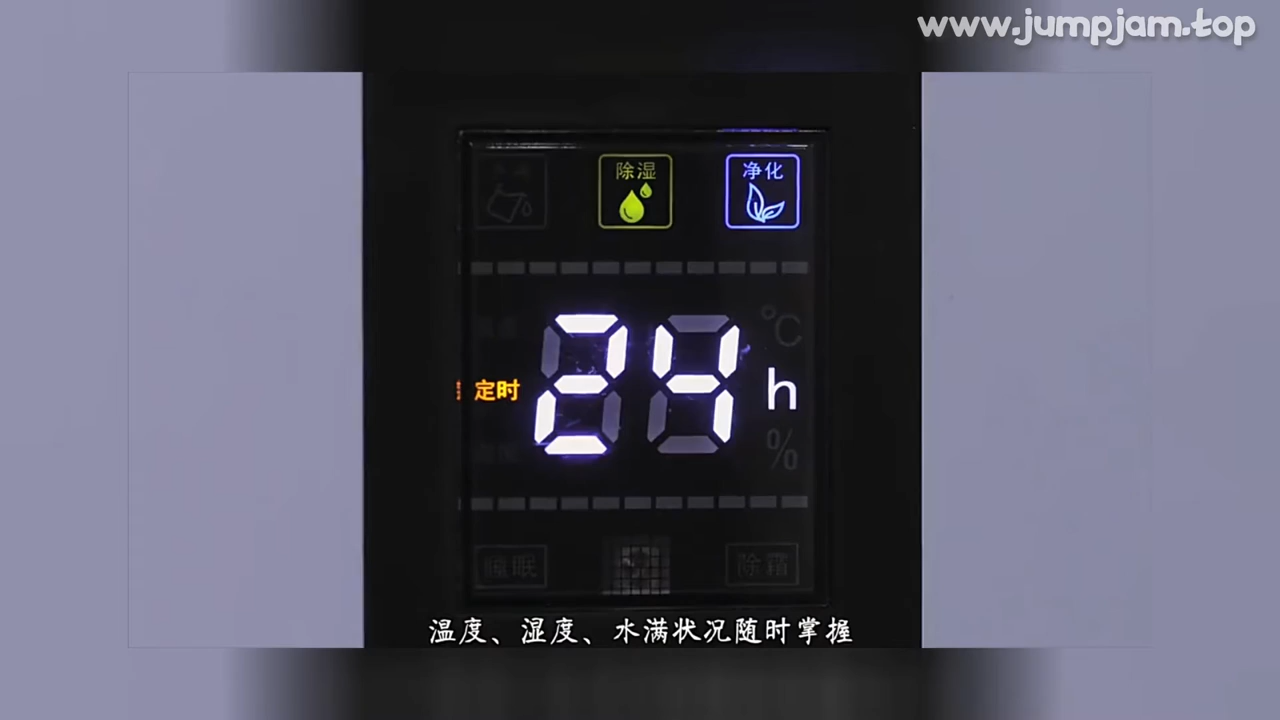 www.jumpjam.top
除湿
净化
℃
定时
24
h
%
睡眠
除霜
温度、湿度、水满状况随时掌握